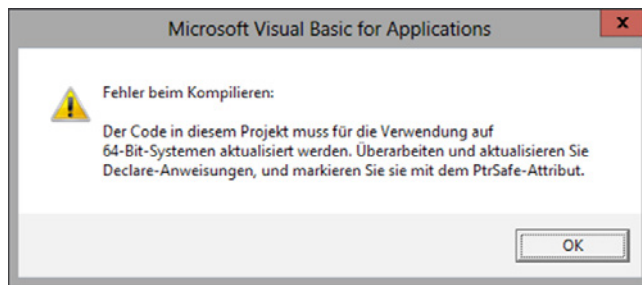 Microsoft Visual Basic for Applications
x
Fehler beim Kompilieren:
Der Code in diesem Projekt muss für die Verwendung auf
64-Bit-Systemen aktualisiert werden. Überarbeiten und aktualisieren Sie
Declare-Anweisungen, und markieren Sie sie mit dem PtrSafe-Attribut.
OK